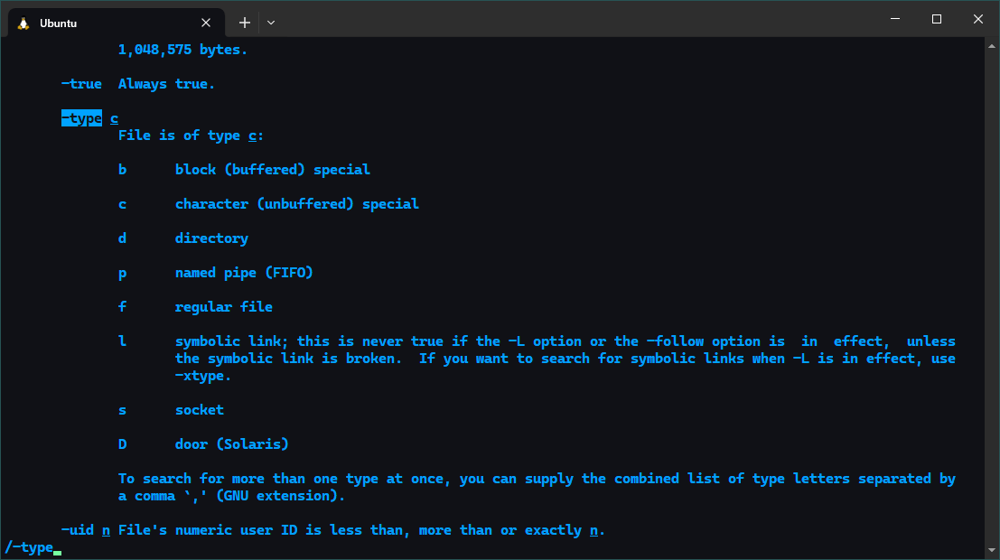 Ubuntu
1,048,575 bytes.
-true Always true.
-type c
File is of type c:
b block (buffered) special
c character (unbuffered) special
d directory
p named pipe (FIFO)
f regular file
l symbolic link; this is never true if the -L option or the -follow option is in effect, unless
the symbolic link is broken. If you want to search for symbolic links when -L is in effect, use
-xtype.
s socket
D door (Solaris)
To search for more than one type at once, you can supply the combined list of type letters separated by
a comma `,' (GNU extension).
-uid n File's numeric user ID is less than, more than or exactly n.
/-type